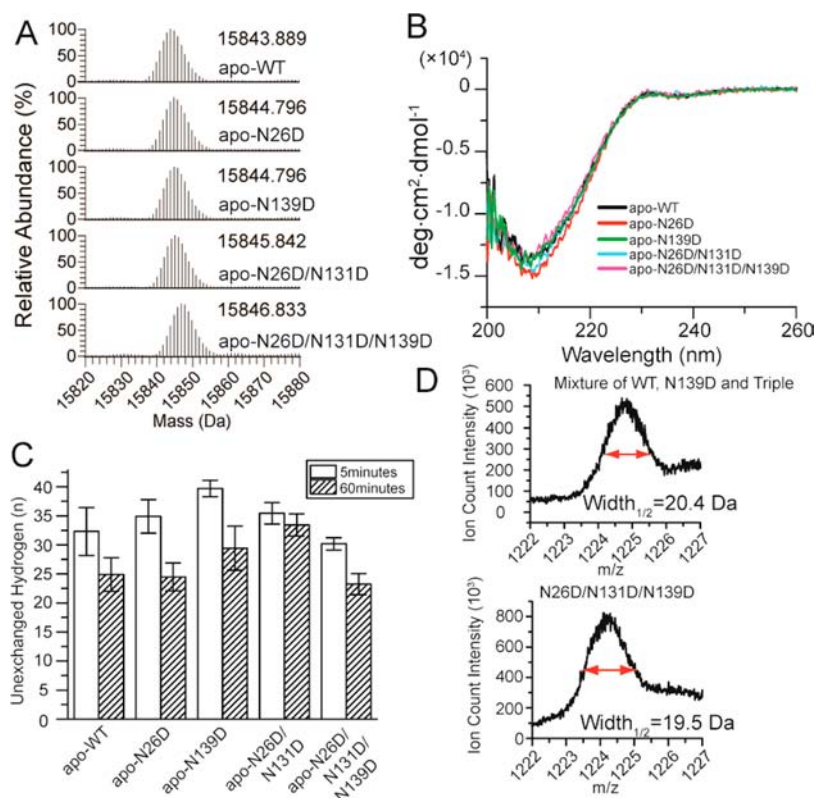 A
100
50
0
15843.889
apo-WT
100
50
0
15844.796
apo-N26D
100
50
0
15844.796
apo-N139D
100
50
0
15845.842
apo-N26D/N131D
100
50
0
15846.833
apo-N26D/N131D/N139D
Relative Abundance (%)
15820
15830
15840
15850
15860
15870
15880
Mass (Da)
B
(×10⁴)
0
-0.5
-1.0
-1.5
deg·cm²·dmol⁻¹
apo-WT
apo-N26D
apo-N139D
apo-N26D/N131D
apo-N26D/N131D/N139D
200
220
240
260
Wavelength (nm)
C
5minutes
60minutes
40
35
30
25
20
15
10
5
0
Unexchanged Hydrogen (n)
apo-WT
apo-N26D
apo-N139D
apo-N26D/
N131D
apo-N26D/
N131D/
N139D
D
Mixture of WT, N139D and Triple
600
500
400
300
200
100
0
Ion Count Intensity (10³)
Width1/2=20.4 Da
1222
1223
1224
1225
1226
1227
m/z
N26D/N131D/N139D
800
600
400
200
0
Ion Count Intensity (10³)
Width1/2=19.5 Da
1222
1223
1224
1225
1226
1227
m/z